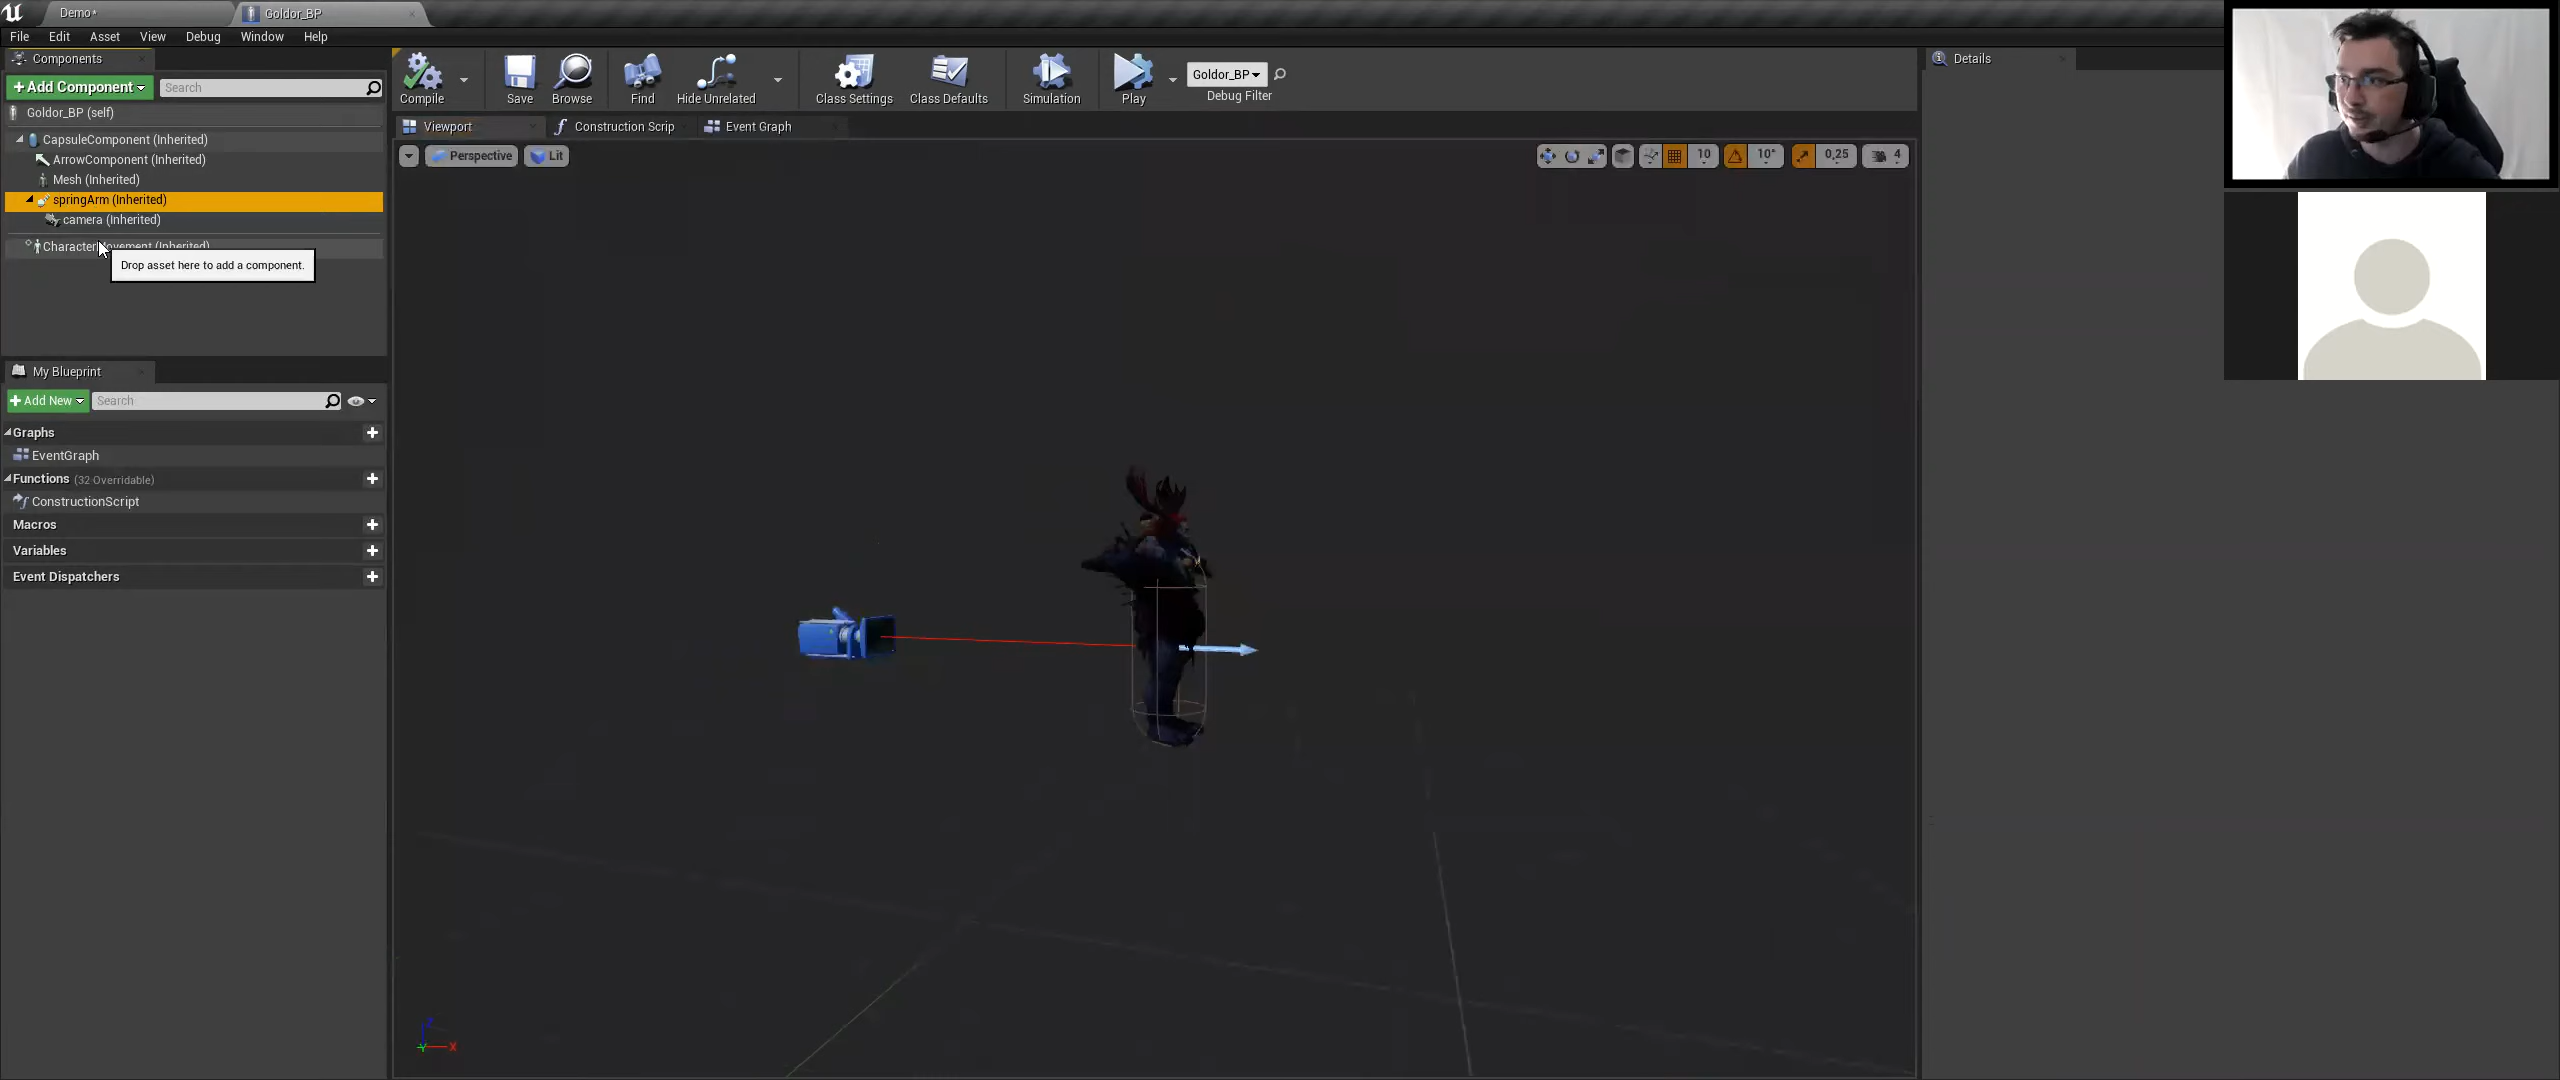 Demo*
Goldor_BP
File Edit Asset View Debug Window Help
Components
+Add Component
Search
Goldor_BP (self)
CapsuleComponent (Inherited)
ArrowComponent (Inherited)
Mesh (Inherited)
springArm (Inherited)
camera (Inherited)
CharacterMovement (Inherited)
Drop asset here to add a component.
My Blueprint
+Add New
Search
Graphs
EventGraph
Functions (32 Overridable)
ConstructionScript
Macros
Variables
Event Dispatchers
Compile
Save
Browse
Find
Hide Unrelated
Class Settings
Class Defaults
Simulation
Play
Goldor_BP
Debug Filter
Viewport
Construction Scrip
Event Graph
Perspective
Lit
10
10°
0,25
4
Z
Y
X
Details